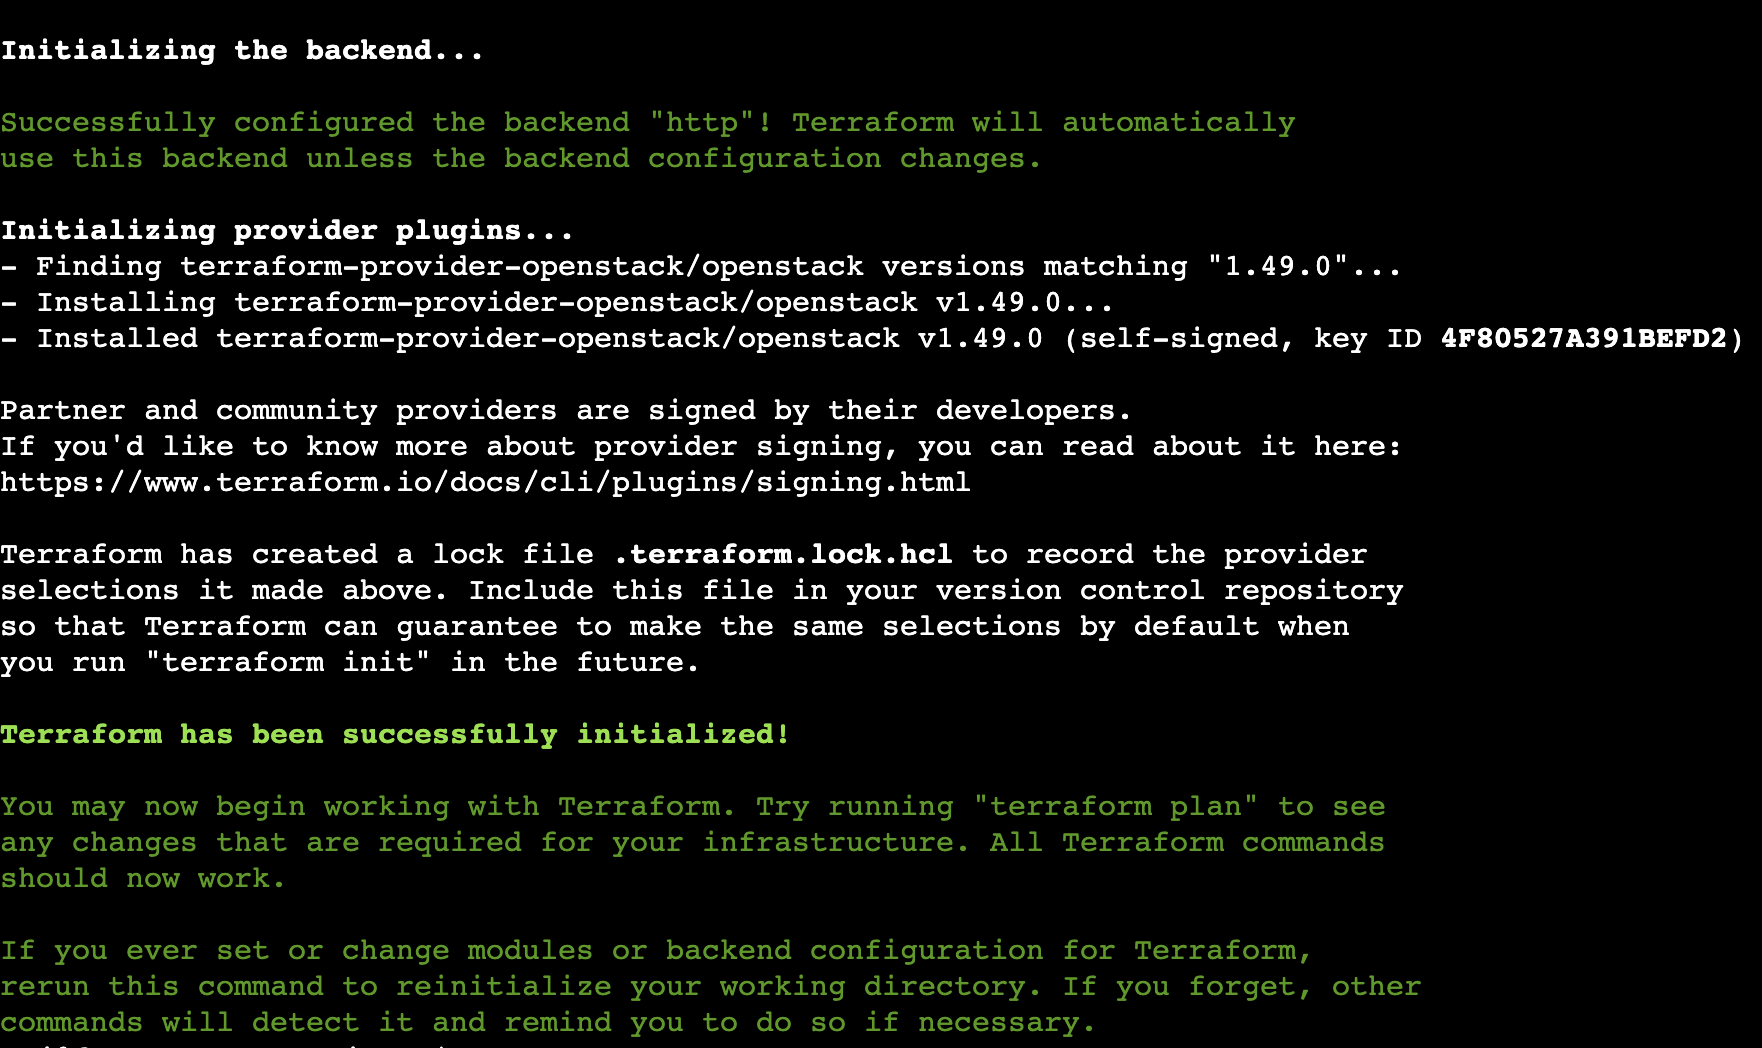 Initializing the backend...
Successfully configured the backend "http"! Terraform will automatically
use this backend unless the backend configuration changes.
Initializing provider plugins...
- Finding terraform-provider-openstack/openstack versions matching "1.49.0"...
- Installing terraform-provider-openstack/openstack v1.49.0...
- Installed terraform-provider-openstack/openstack v1.49.0 (self-signed, key ID 4F80527A391BEFD2)
Partner and community providers are signed by their developers.
If you'd like to know more about provider signing, you can read about it here:
https://www.terraform.io/docs/cli/plugins/signing.html
Terraform has created a lock file .terraform.lock.hcl to record the provider
selections it made above. Include this file in your version control repository
so that Terraform can guarantee to make the same selections by default when
you run "terraform init" in the future.
Terraform has been successfully initialized!
You may now begin working with Terraform. Try running "terraform plan" to see
any changes that are required for your infrastructure. All Terraform commands
should now work.
If you ever set or change modules or backend configuration for Terraform,
rerun this command to reinitialize your working directory. If you forget, other
commands will detect it and remind you to do so if necessary.